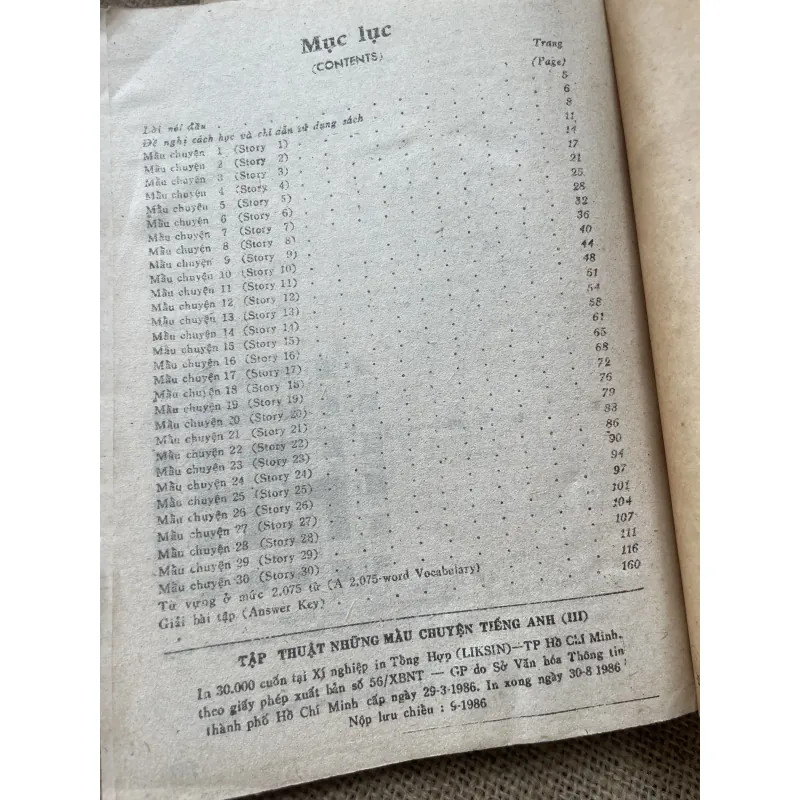 Mục lục
(CONTENTS)
Trang
(Page)
Lời nói đầu . . . 5
Đề nghị cách học và chỉ dẫn sử dụng sách 6
Mẩu chuyện 1 (Story 1) . . . 8
Mẩu chuyện 2 (Story 2) . . . 11
Mẩu chuyện 3 (Story 3) . . . 14
Mẩu chuyện 4 (Story 4) . . . 17
Mẩu chuyện 5 (Story 5) . . . 21
Mẩu chuyện 6 (Story 6) . . . 25
Mẩu chuyện 7 (Story 7) . . . 28
Mẩu chuyện 8 (Story 8) . . . 32
Mẩu chuyện 9 (Story 9) . . . 36
Mẩu chuyện 10 (Story 10) . . . 40
Mẩu chuyện 11 (Story 11) . . . 44
Mẩu chuyện 12 (Story 12) . . . 48
Mẩu chuyện 13 (Story 13) . . . 51
Mẩu chuyện 14 (Story 14) . . . 54
Mẩu chuyện 15 (Story 15) . . . 58
Mẩu chuyện 16 (Story 16) . . . 61
Mẩu chuyện 17 (Story 17) . . . 65
Mẩu chuyện 18 (Story 18) . . . 68
Mẩu chuyện 19 (Story 19) . . . 72
Mẩu chuyện 20 (Story 20) . . . 76
Mẩu chuyện 21 (Story 21) . . . 79
Mẩu chuyện 22 (Story 22) . . . 83
Mẩu chuyện 23 (Story 23) . . . 86
Mẩu chuyện 24 (Story 24) . . . 90
Mẩu chuyện 25 (Story 25) . . . 94
Mẩu chuyện 26 (Story 26) . . . 97
Mẩu chuyện 27 (Story 27) . . . 101
Mẩu chuyện 28 (Story 28) . . . 104
Mẩu chuyện 29 (Story 29) . . . 107
Mẩu chuyện 30 (Story 30) . . . 111
Từ vựng ở mức 2.075 từ (A 2,075-word Vocabulary) . . . 116
Giải bài tập (Answer Key) . . . 160
TẬP THUẬT NHỮNG MẨU CHUYỆN TIẾNG ANH (III)
In 30.000 cuốn tại Xí nghiệp in Tổng Hợp (LIKSIN)—TP Hồ Chí Minh,
theo giấy phép xuất bản số 56/XBNT — GP do Sở Văn hóa Thông tin
thành phố Hồ Chí Minh cấp ngày 29-3-1986. In xong ngày 30-8 1986
Nộp lưu chiểu : 9-1986